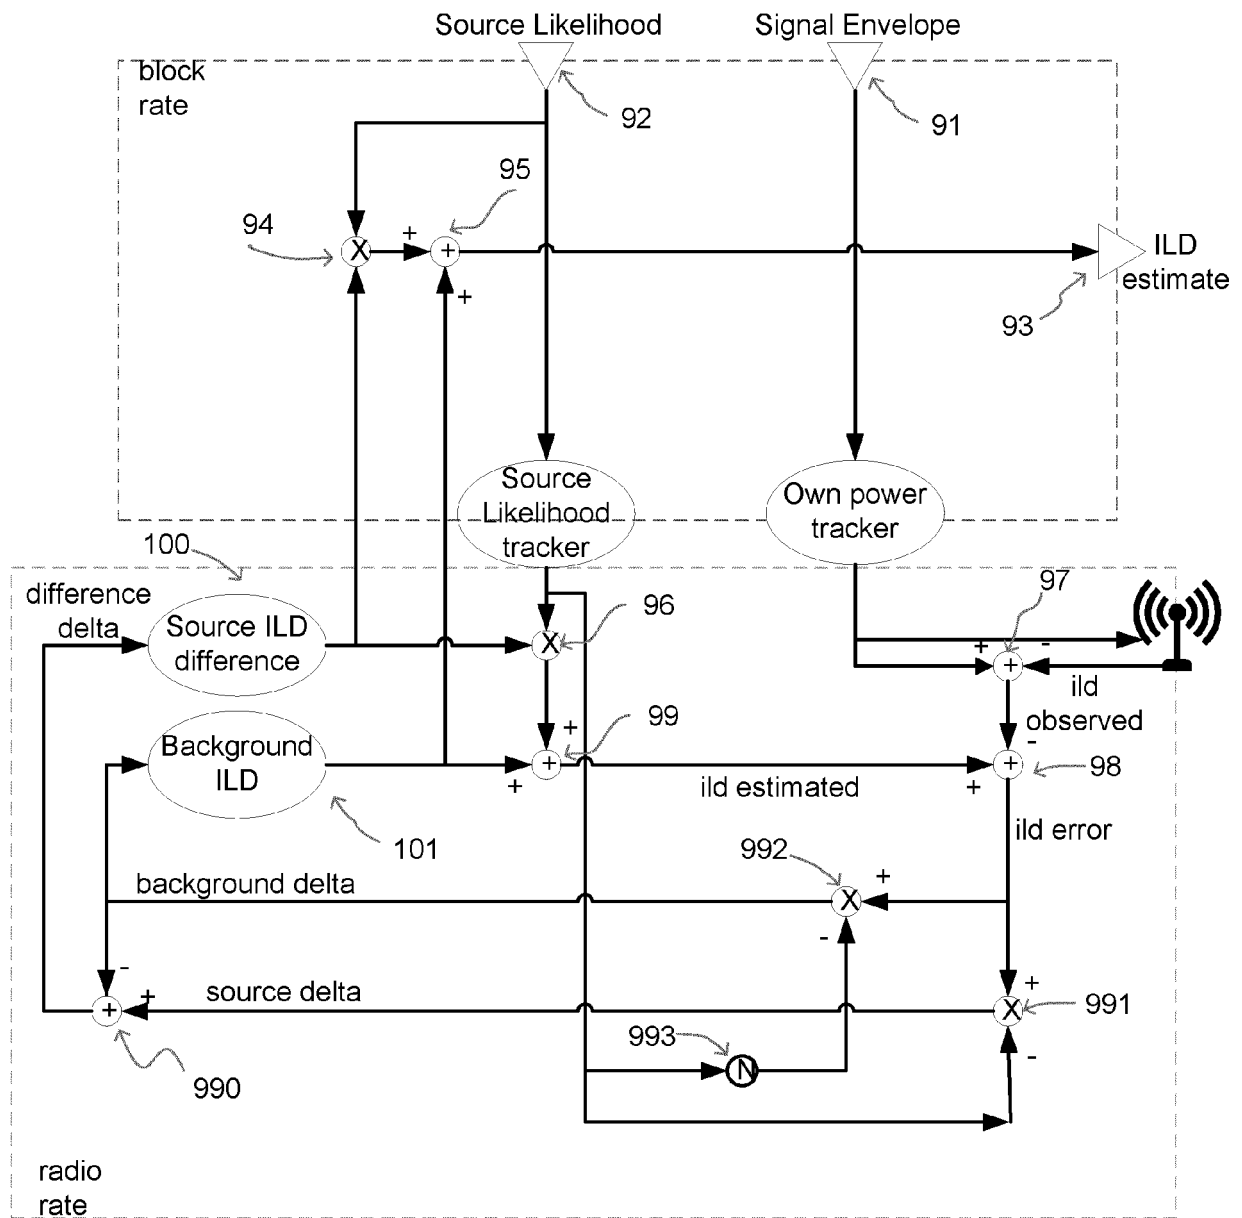 Source Likelihood
Signal Envelope
block
rate
92
91
95
94
+
X
+
+
ILD
estimate
93
Source
Likelihood
tracker
Own power
tracker
100
97
difference
delta
96
Source ILD
difference
X
+
-
+
ild
observed
99
+
-
Background
ILD
+
+
98
+
ild estimated
+
ild error
101
992
background delta
X
+
-
-
source delta
+
+
+
X
991
993
N
-
990
radio
rate